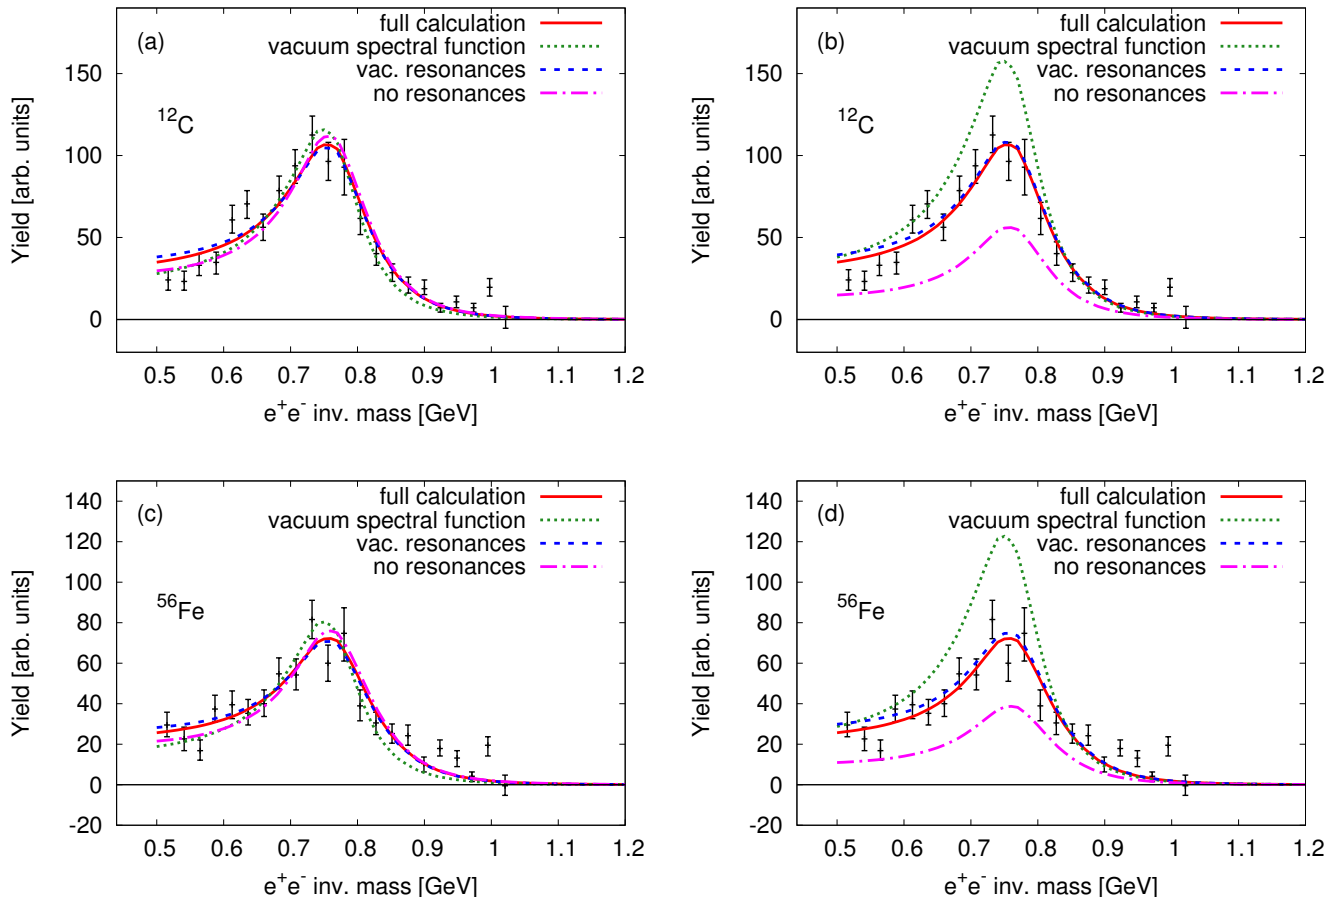 (a)
full calculation
vacuum spectral function
vac. resonances
no resonances
¹²C
Yield [arb. units]
150
100
50
0
0.5 0.6 0.7 0.8 0.9 1 1.1 1.2
e⁺e⁻ inv. mass [GeV]
(b)
full calculation
vacuum spectral function
vac. resonances
no resonances
¹²C
Yield [arb. units]
150
100
50
0
0.5 0.6 0.7 0.8 0.9 1 1.1 1.2
e⁺e⁻ inv. mass [GeV]
(c)
full calculation
vacuum spectral function
vac. resonances
no resonances
⁵⁶Fe
Yield [arb. units]
140
120
100
80
60
40
20
0
-20
0.5 0.6 0.7 0.8 0.9 1 1.1 1.2
e⁺e⁻ inv. mass [GeV]
(d)
full calculation
vacuum spectral function
vac. resonances
no resonances
⁵⁶Fe
Yield [arb. units]
140
120
100
80
60
40
20
0
-20
0.5 0.6 0.7 0.8 0.9 1 1.1 1.2
e⁺e⁻ inv. mass [GeV]